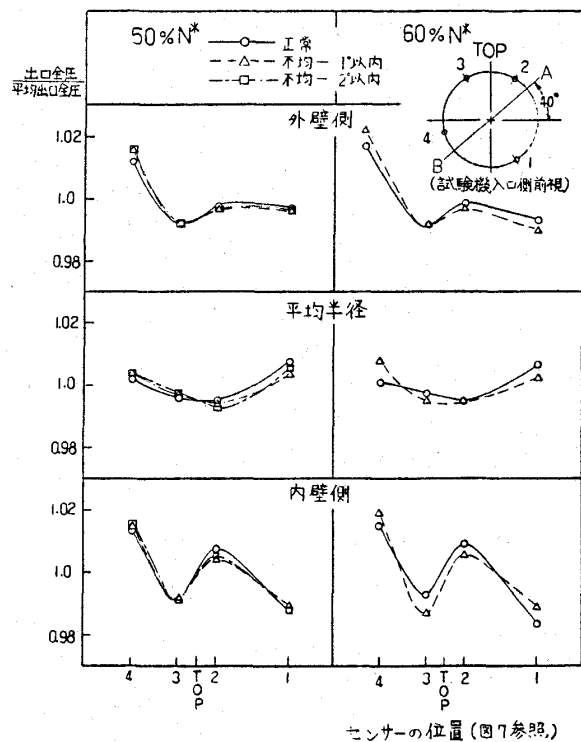 50%N*
60%N*
正常
不均一 1°以内
不均一 2°以内
出口全圧
平均出口全圧
TOP
3
2
A
40°
4
B
1
(試験機入口側前視)
外壁側
1.02
1.0
0.98
平均半径
1.02
1.0
0.98
内壁側
1.02
1.0
0.98
4 3 TOP 2 1
4 3 TOP 2 1
センサーの位置(図7参照)